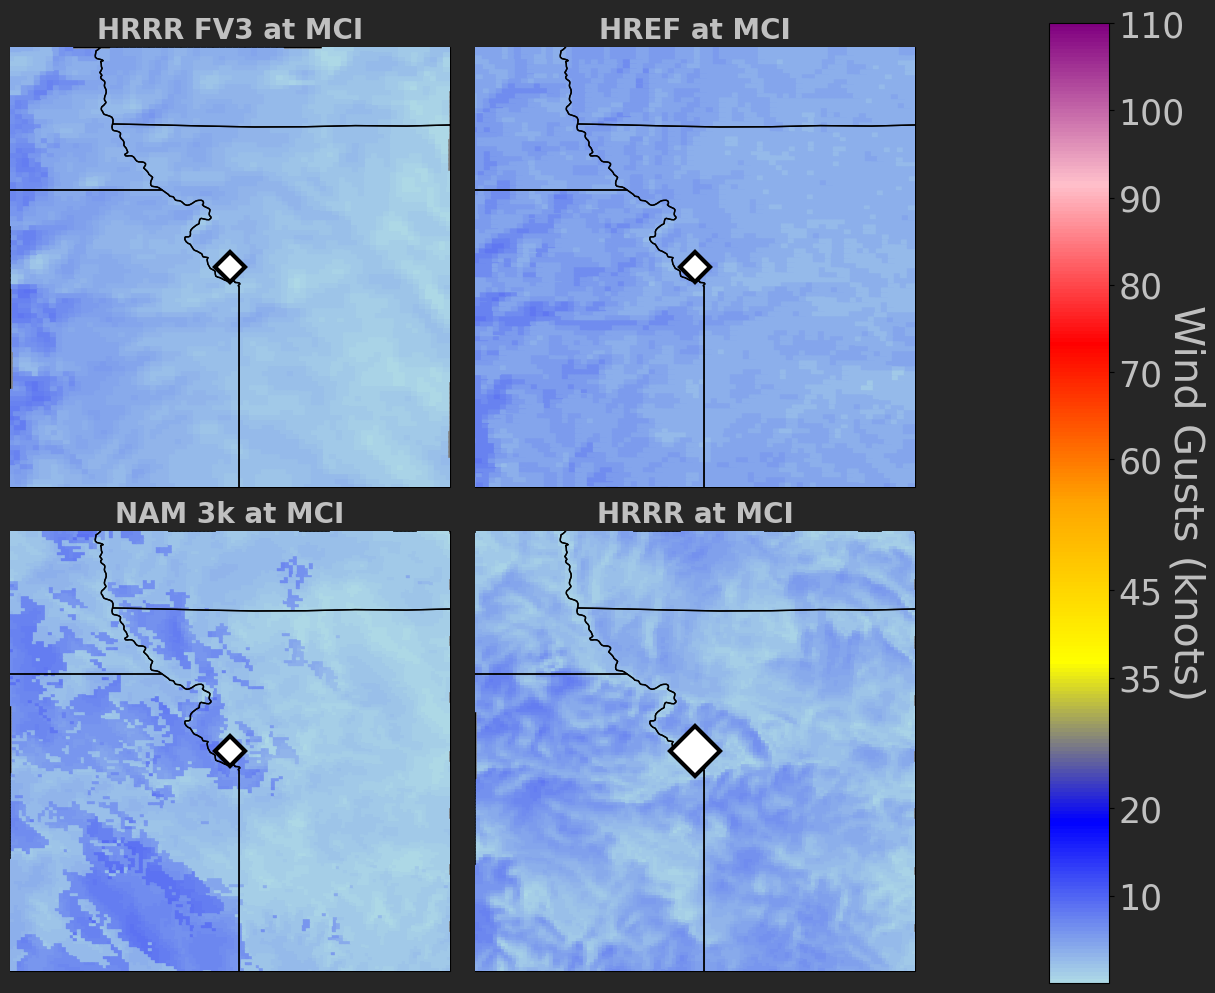 HRRR FV3 at MCI
HREF at MCI
NAM 3k at MCI
HRRR at MCI
110
100
90
80
70
60
45
35
20
10
Wind Gusts (knots)